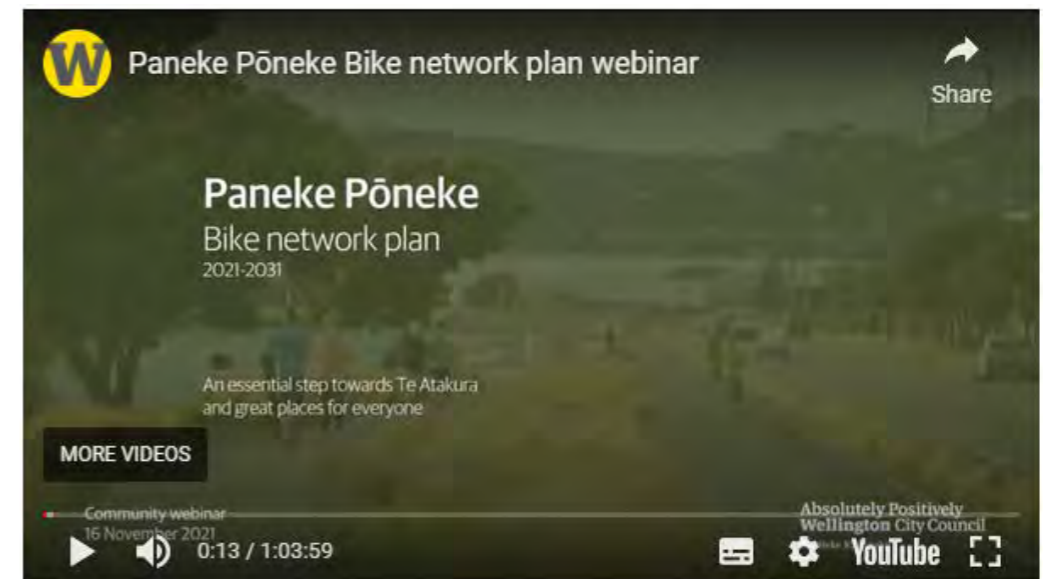 W
Paneke Pōneke Bike network plan webinar
Share
Paneke Pōneke
Bike network plan
2021-2031
An essential step towards Te Atakura
and great places for everyone
MORE VIDEOS
Community webinar
16 November 2021
Absolutely Positively
Wellington City Council
0:13 / 1:03:59
YouTube